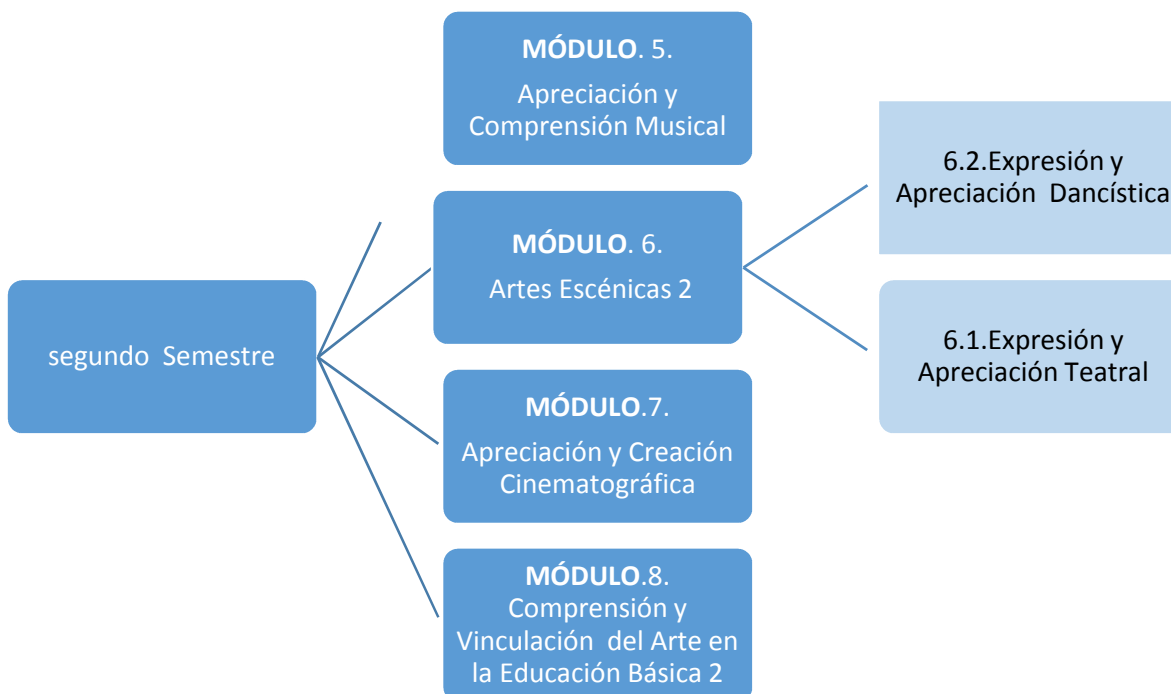 segundo Semestre
MÓDULO. 5.
Apreciación y
Comprensión Musical
MÓDULO. 6.
Artes Escénicas 2
6.2.Expresión y
Apreciación Dancística
6.1.Expresión y
Apreciación Teatral
MÓDULO.7.
Apreciación y Creación
Cinematográfica
MÓDULO.8.
Comprensión y
Vinculación del Arte en
la Educación Básica 2